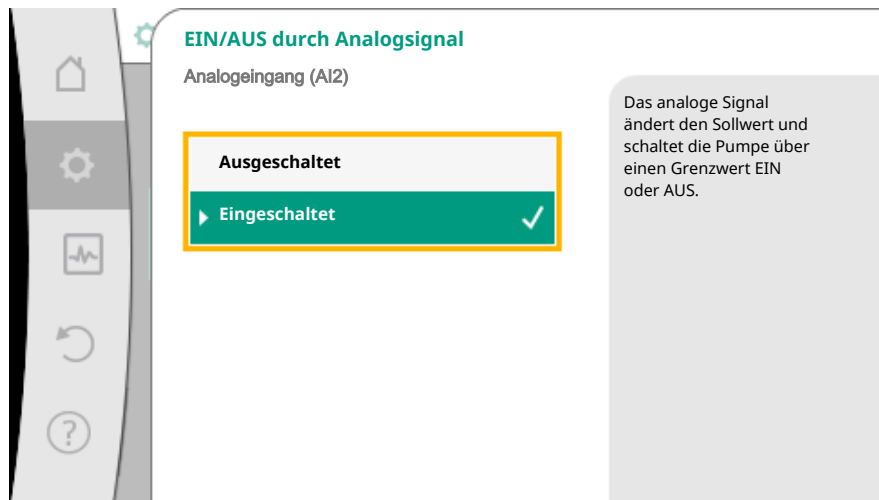 EIN/AUS durch Analogsignal
Analogeingang (AI2)
Ausgeschaltet
Eingeschaltet
Das analoge Signal
ändert den Sollwert und
schaltet die Pumpe über
einen Grenzwert EIN
oder AUS.
?